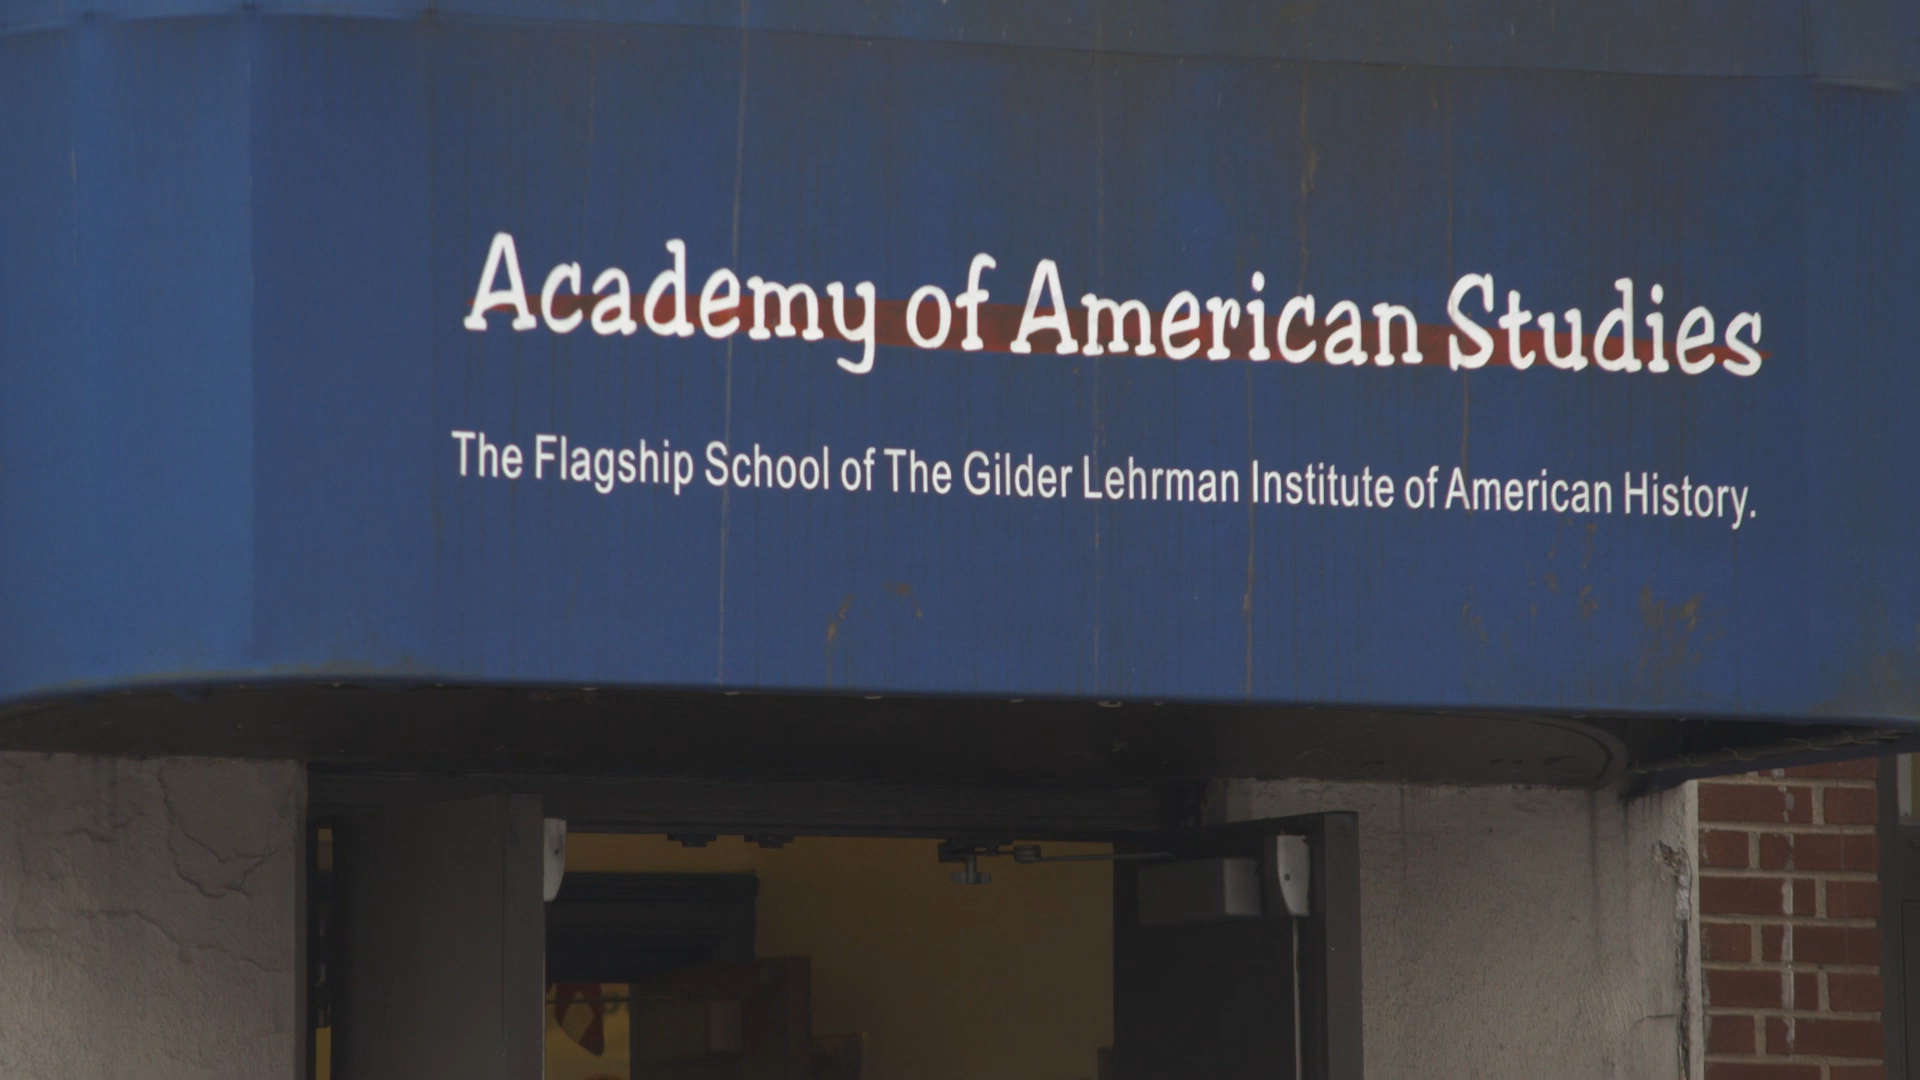 Academy of American Studies
The Flagship School of The Gilder Lehrman Institute of American History.